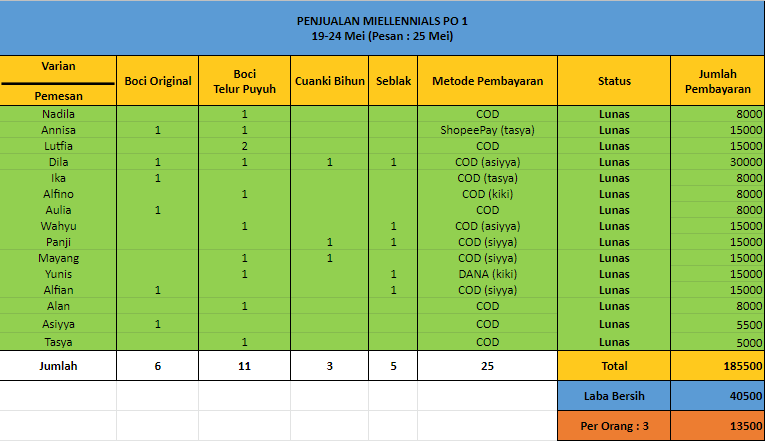 PENJUALAN MIELLENNIALS PO 1
19-24 Mei (Pesan : 25 Mei)
Varian
Pemesan
Boci Original
Boci
Telur Puyuh
Cuanki Bihun
Seblak
Metode Pembayaran
Status
Jumlah
Pembayaran
Nadila 1 COD Lunas 8000
Annisa 1 1 ShopeePay (tasya) Lunas 15000
Lutfia 2 COD Lunas 15000
Dila 1 1 1 1 COD (asiyya) Lunas 30000
Ika 1 COD (tasya) Lunas 8000
Alfino 1 COD (kiki) Lunas 8000
Aulia 1 COD Lunas 8000
Wahyu 1 1 COD (asiyya) Lunas 15000
Panji 1 1 COD (siyya) Lunas 15000
Mayang 1 1 COD (siyya) Lunas 15000
Yunis 1 1 DANA (kiki) Lunas 15000
Alfian 1 1 COD (siyya) Lunas 15000
Alan 1 COD Lunas 8000
Asiyya 1 COD Lunas 5500
Tasya 1 COD Lunas 5000
Jumlah 6 11 3 5 25 Total 185500
Laba Bersih 40500
Per Orang : 3 13500